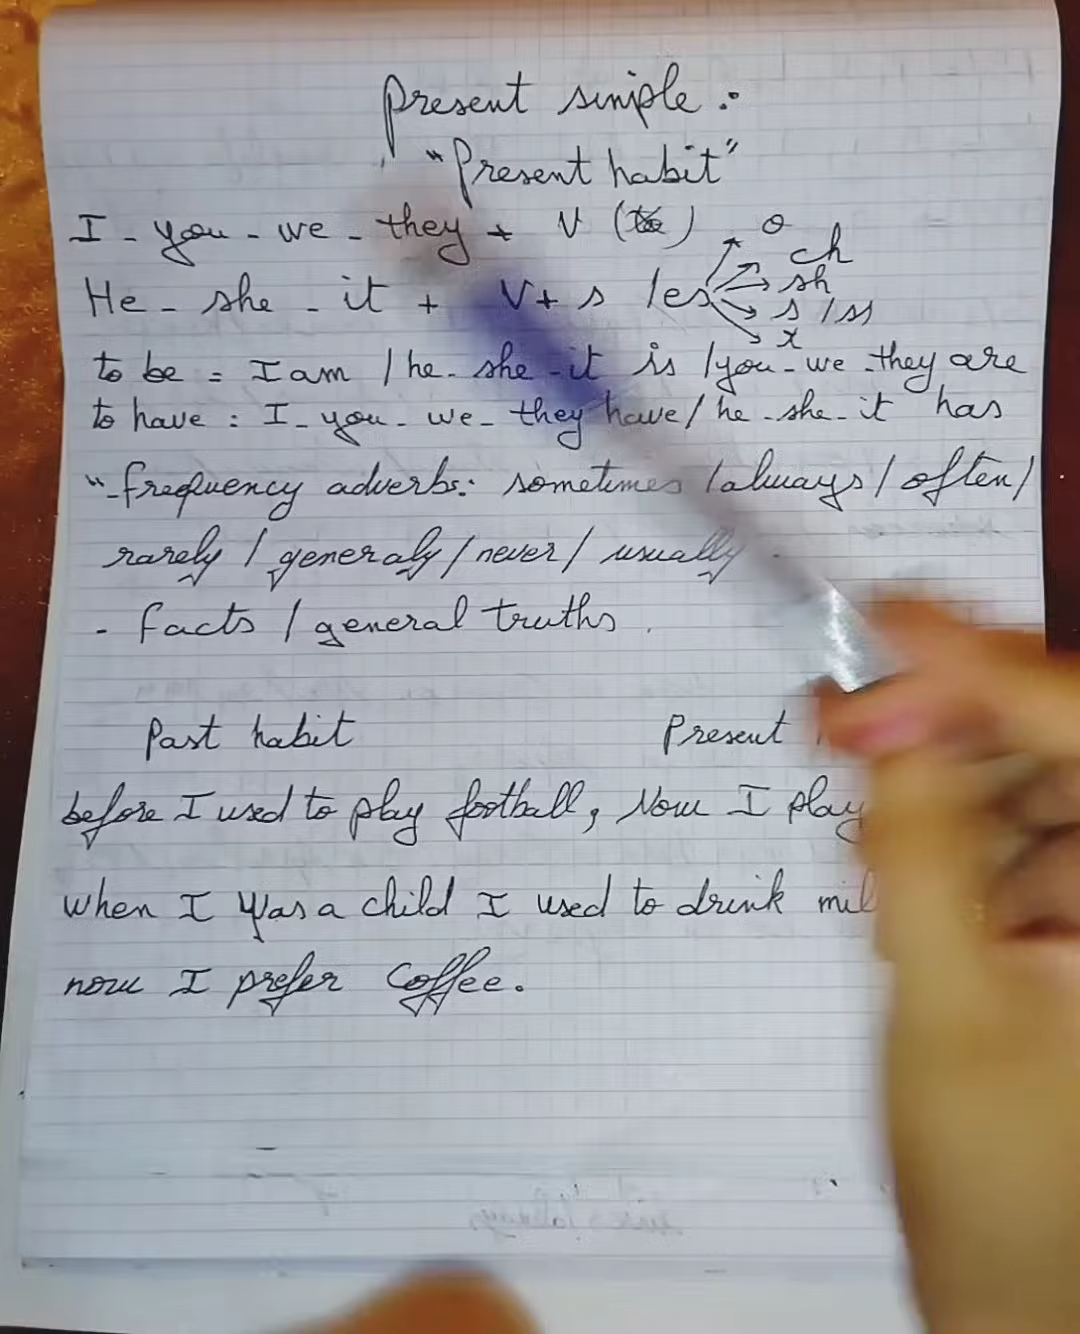 Present simple :
"Present habit"
I - you - we - they + V (to)
o
ch
He - she - it + V + s / es
sh
s / ss
x
to be = I am / he - she - it is / you - we - they are
to have : I - you - we - they have / he - she - it has
"- frequency adverbs: sometimes / always / often /
rarely / generaly / never / usually .
- facts / general truths .
Past habit Present
before I used to play football, Now I play
when I was a child I used to drink mil
now I prefer coffee.